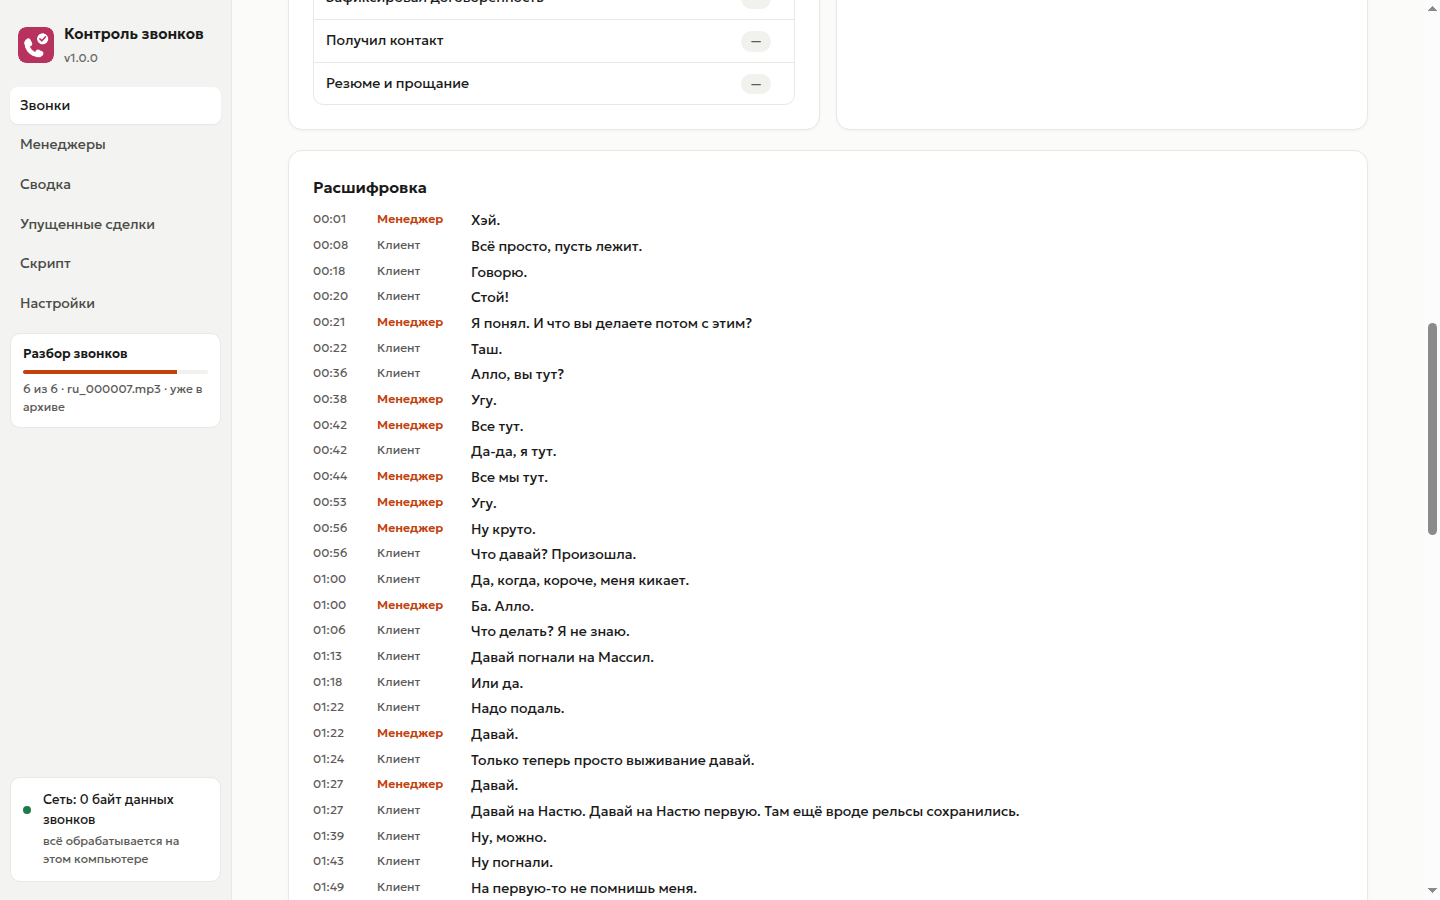 Контроль звонков
v1.0.0
Звонки
Менеджеры
Сводка
Упущенные сделки
Скрипт
Настройки
Разбор звонков
6 из 6 · ru_000007.mp3 · уже в
архиве
Сеть: 0 байт данных
звонков
всё обрабатывается на
этом компьютере
Зафиксировал договорённость
Получил контакт —
Резюме и прощание —
Расшифровка
00:01 Менеджер Хэй.
00:08 Клиент Всё просто, пусть лежит.
00:18 Клиент Говорю.
00:20 Клиент Стой!
00:21 Менеджер Я понял. И что вы делаете потом с этим?
00:22 Клиент Таш.
00:36 Клиент Алло, вы тут?
00:38 Менеджер Угу.
00:42 Менеджер Все тут.
00:42 Клиент Да-да, я тут.
00:44 Менеджер Все мы тут.
00:53 Менеджер Угу.
00:56 Менеджер Ну круто.
00:56 Клиент Что давай? Произошла.
01:00 Клиент Да, когда, короче, меня кикает.
01:00 Менеджер Ба. Алло.
01:06 Клиент Что делать? Я не знаю.
01:13 Клиент Давай погнали на Массил.
01:18 Клиент Или да.
01:22 Клиент Надо подаль.
01:22 Менеджер Давай.
01:24 Клиент Только теперь просто выживание давай.
01:27 Менеджер Давай.
01:27 Клиент Давай на Настю. Давай на Настю первую. Там ещё вроде рельсы сохранились.
01:39 Клиент Ну, можно.
01:43 Клиент Ну погнали.
01:49 Клиент На первую-то не помнишь меня.